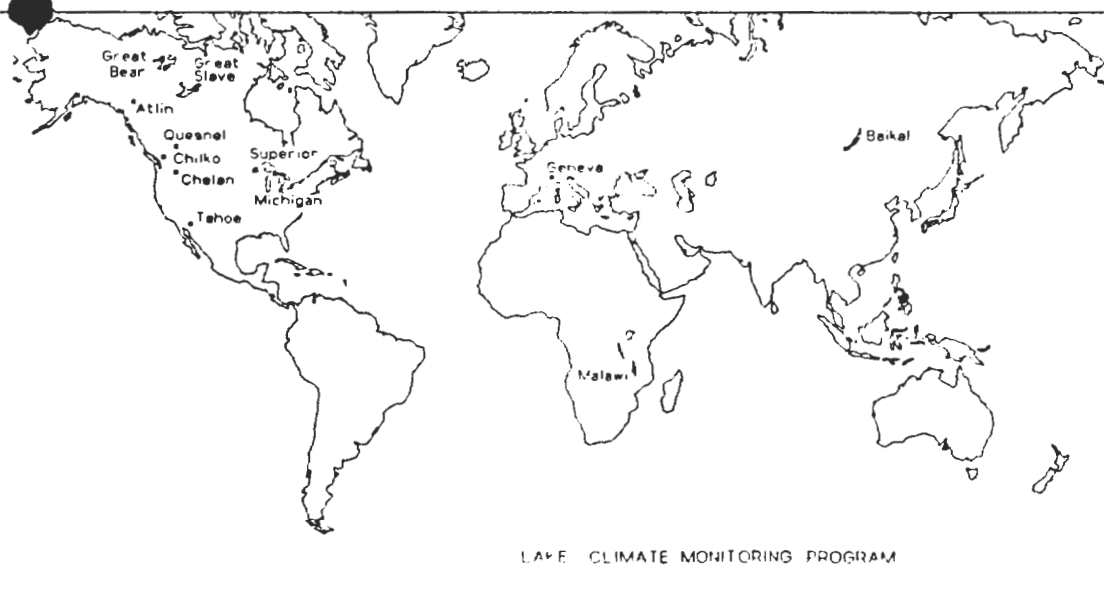 Great
Bear
Great
Slave
Atlin
Quesnel
Chilko
Superior
Chelan
Michigan
Tahoe
Geneva
Baikal
Malawi
LAKE CLIMATE MONITORING PROGRAM